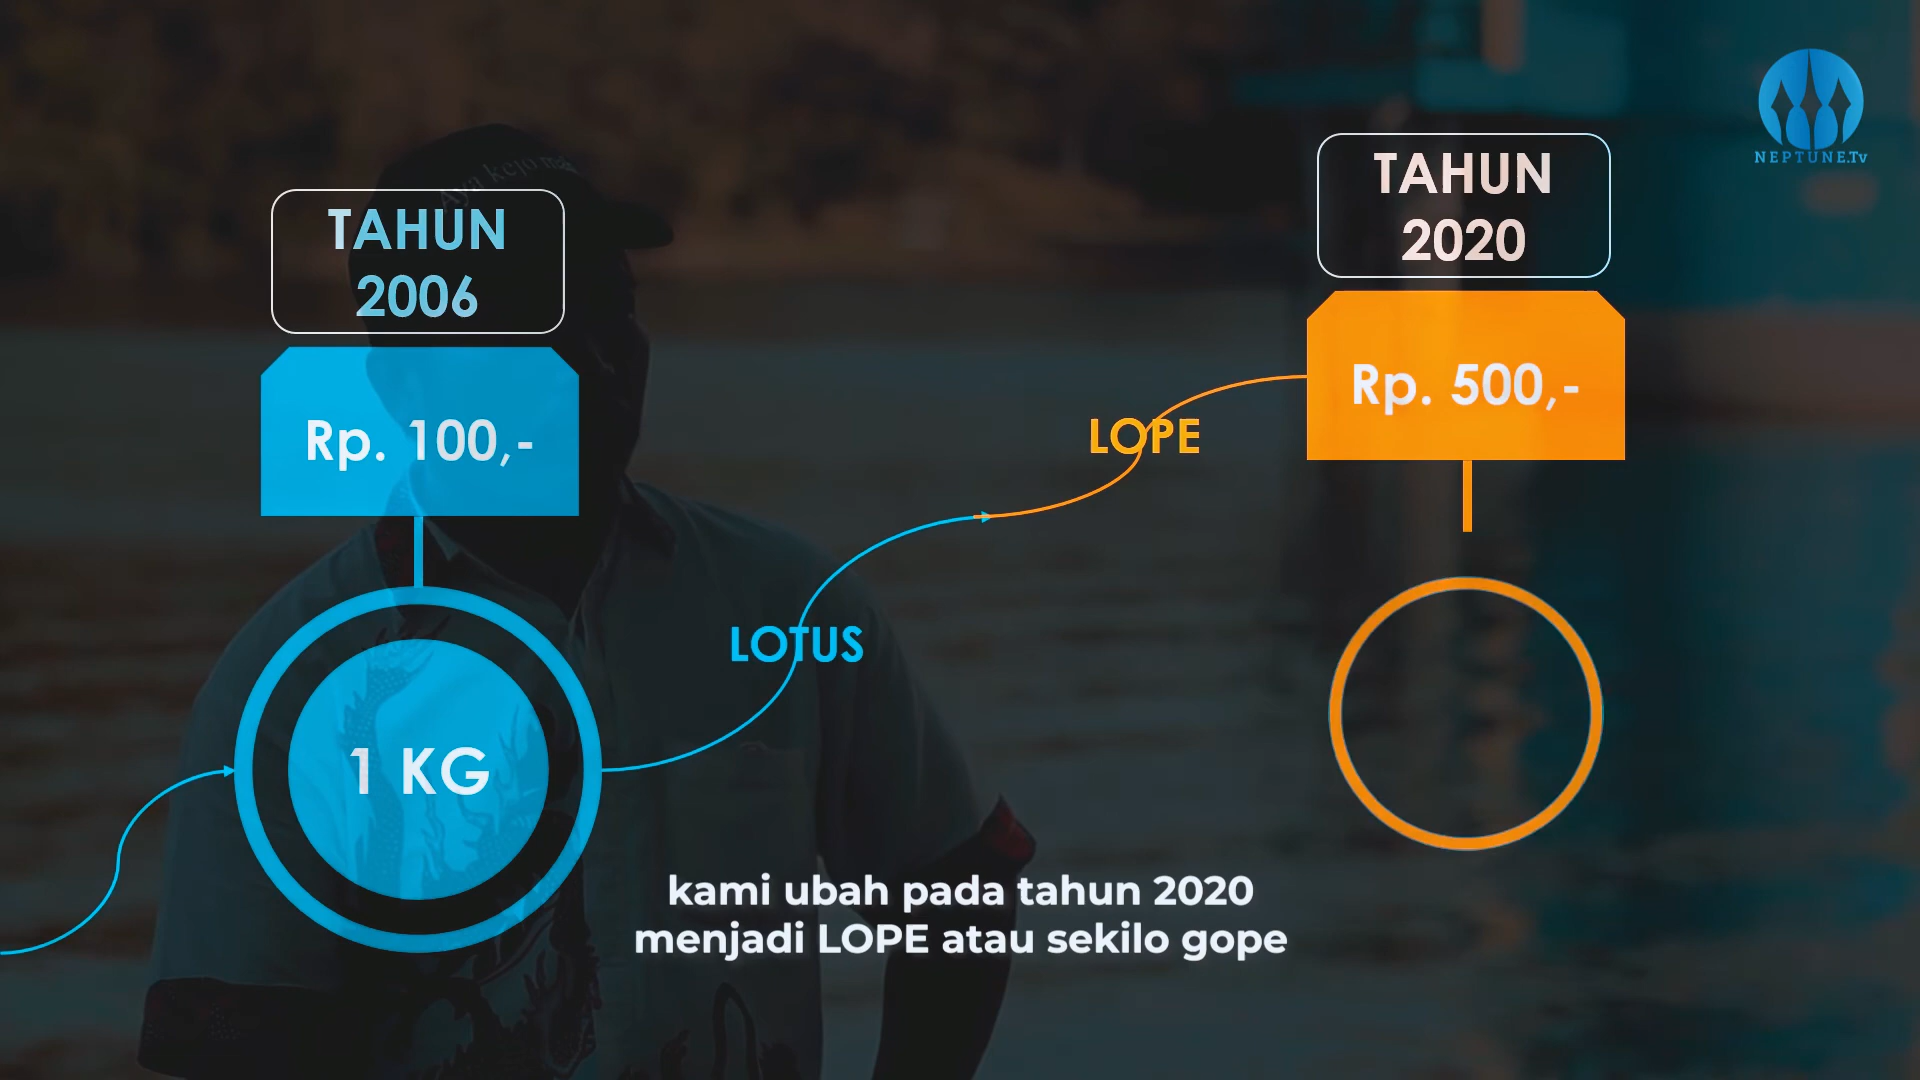 NEPTUNE.Tv
TAHUN
2006
Rp. 100,-
1 KG
LOTUS
LOPE
TAHUN
2020
Rp. 500,-
kami ubah pada tahun 2020
menjadi LOPE atau sekilo gope